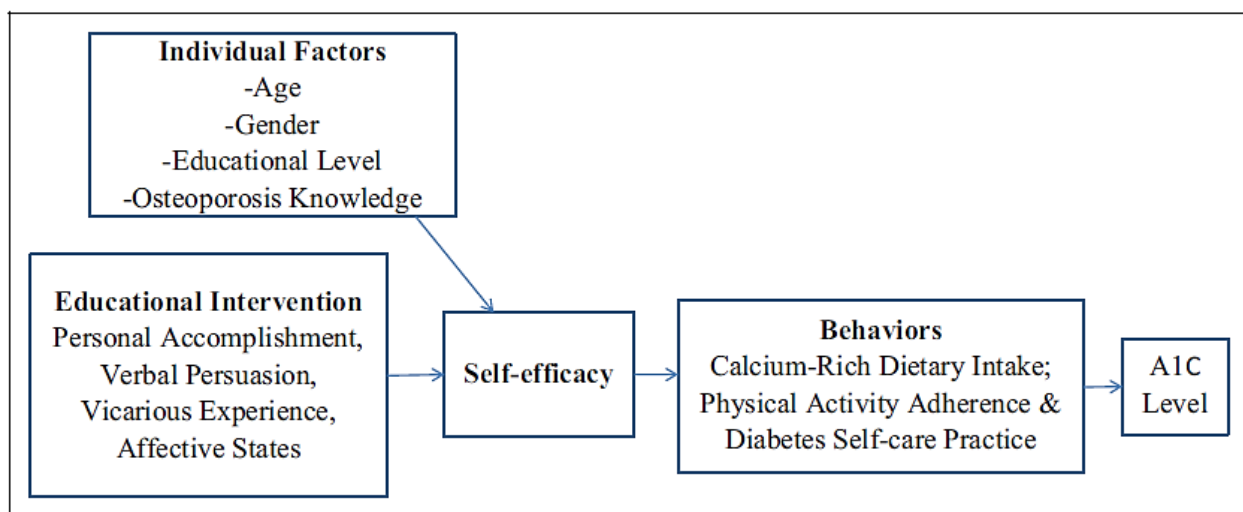 Individual Factors
-Age
-Gender
-Educational Level
-Osteoporosis Knowledge
Educational Intervention
Personal Accomplishment,
Verbal Persuasion,
Vicarious Experience,
Affective States
Self-efficacy
Behaviors
Calcium-Rich Dietary Intake;
Physical Activity Adherence &
Diabetes Self-care Practice
A1C
Level